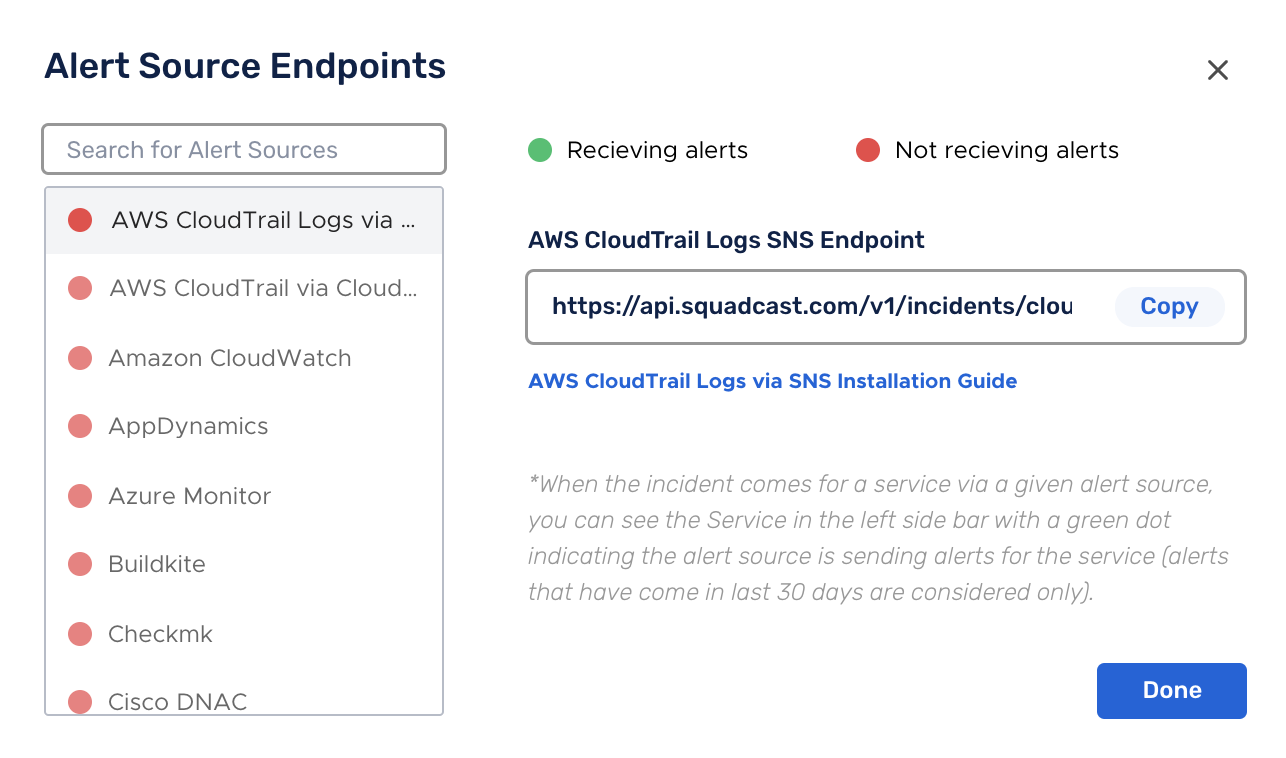 Alert Source Endpoints
Search for Alert Sources
AWS CloudTrail Logs via ...
AWS CloudTrail via Cloud...
Amazon CloudWatch
AppDynamics
Azure Monitor
Buildkite
Checkmk
Cisco DNAC
Recieving alerts
Not recieving alerts
AWS CloudTrail Logs SNS Endpoint
https://api.squadcast.com/v1/incidents/clou
Copy
AWS CloudTrail Logs via SNS Installation Guide
*When the incident comes for a service via a given alert source,
you can see the Service in the left side bar with a green dot
indicating the alert source is sending alerts for the service (alerts
that have come in last 30 days are considered only).
Done